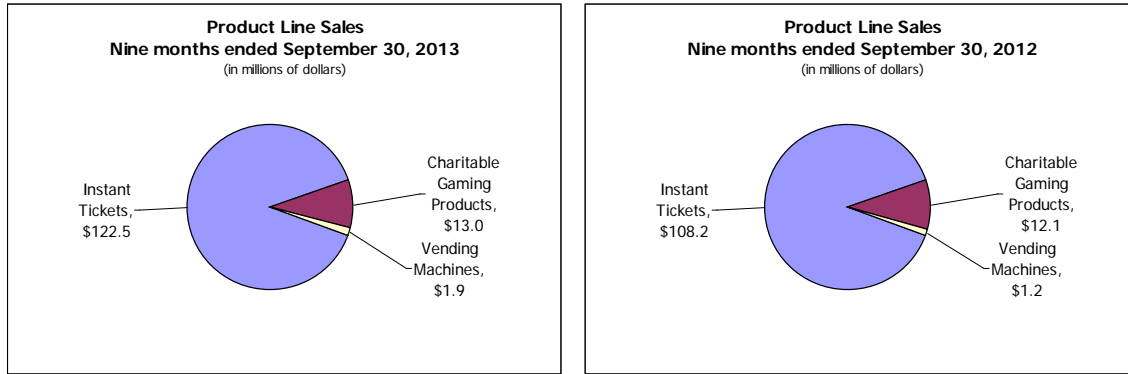 Product Line Sales
Nine months ended September 30, 2013
(in millions of dollars)
Instant
Tickets,
$122.5
Charitable
Gaming
Products,
$13.0
Vending
Machines,
$1.9
Product Line Sales
Nine months ended September 30, 2012
(in millions of dollars)
Instant
Tickets,
$108.2
Charitable
Gaming
Products,
$12.1
Vending
Machines,
$1.2